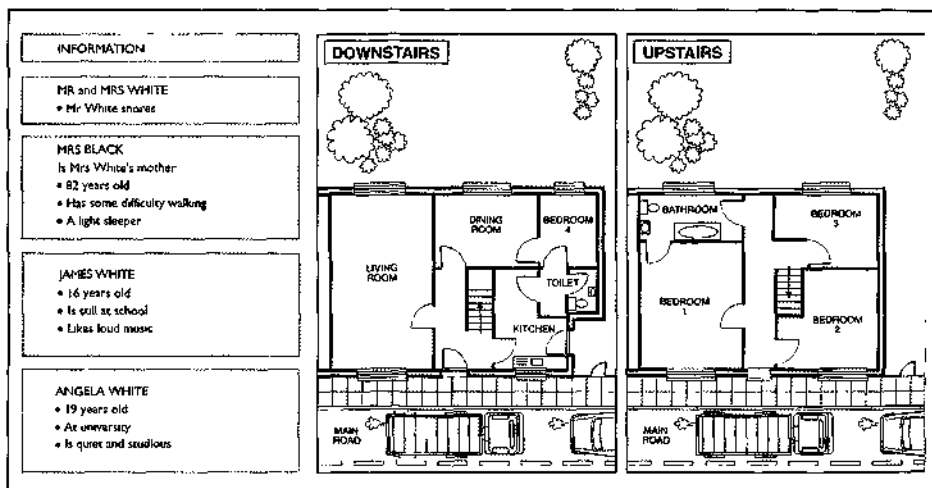 INFORMATION
MR and MRS WHITE
• Mr White snores
MRS BLACK
Is Mrs White's mother
• 82 years old
• Has some difficulty walking
• A light sleeper
JAMES WHITE
• 16 years old
• Is still at school
• Likes loud music
ANGELA WHITE
• 19 years old
• At university
• Is quiet and studious
DOWNSTAIRS
DINING
ROOM
BEDROOM
4
LIVING
ROOM
TOILET
KITCHEN
MAIN
ROAD
UPSTAIRS
BATHROOM
BEDROOM
3
BEDROOM
1
BEDROOM
2
MAIN
ROAD